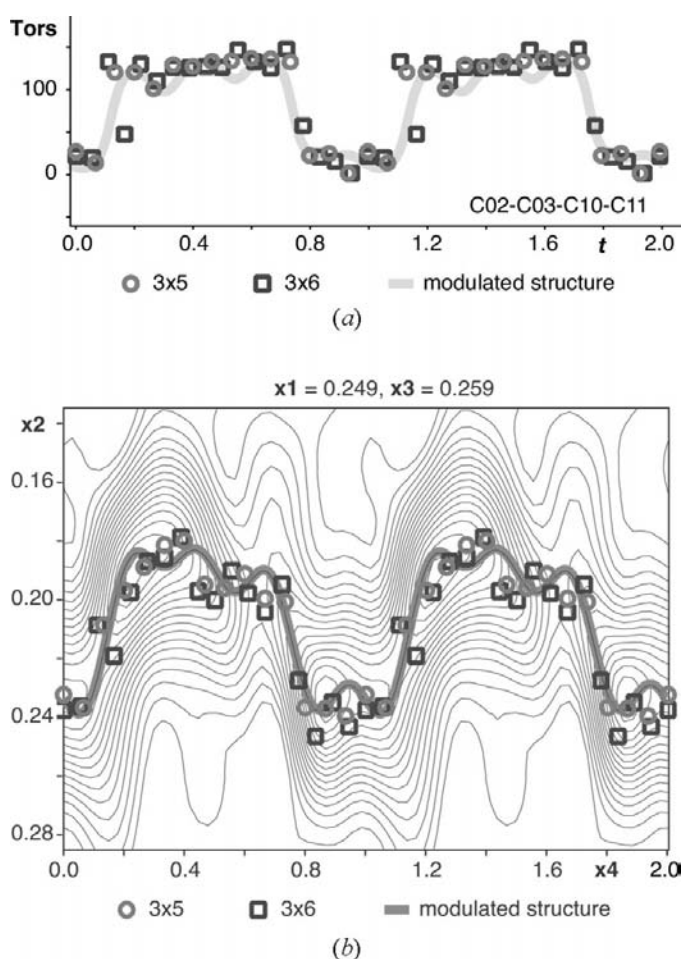 Tors
100
0
C02-C03-C10-C11
0.0 0.4 0.8 1.2 1.6 t 2.0
3x5 3x6 modulated structure
(a)
x1 = 0.249, x3 = 0.259
x2
0.16
0.20
0.24
0.28
0.0 0.4 0.8 1.2 1.6 x4 2.0
3x5 3x6 modulated structure
(b)